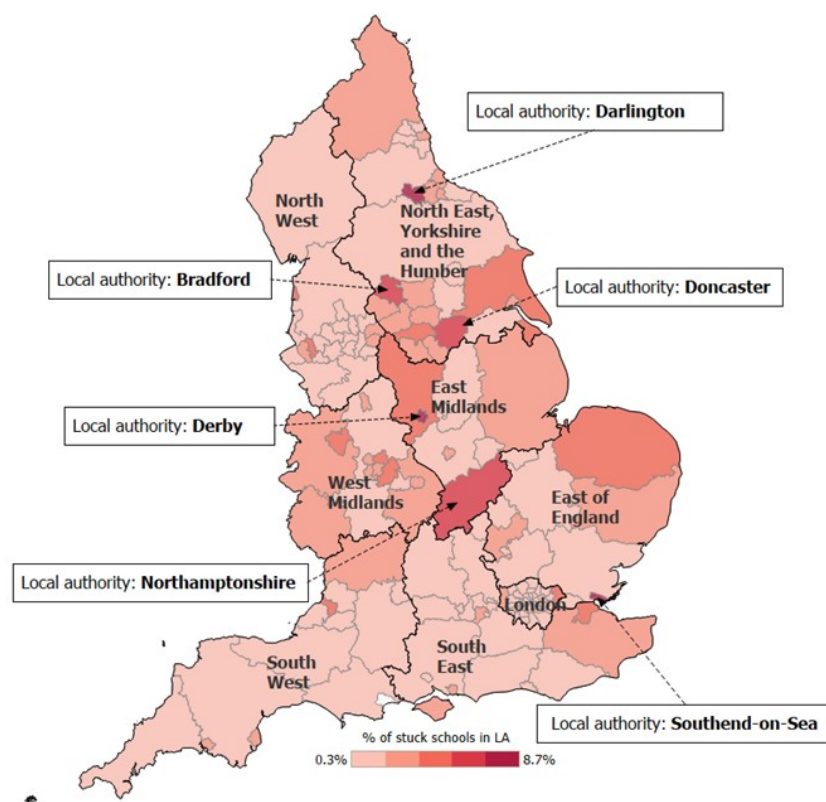 Local authority: Darlington
North
West
North East,
Yorkshire
and the
Humber
Local authority: Bradford
Local authority: Doncaster
East
Midlands
Local authority: Derby
West
Midlands
East of
England
Local authority: Northamptonshire
London
South
West
South
East
Local authority: Southend-on-Sea
% of stuck schools in LA
0.3% 8.7%